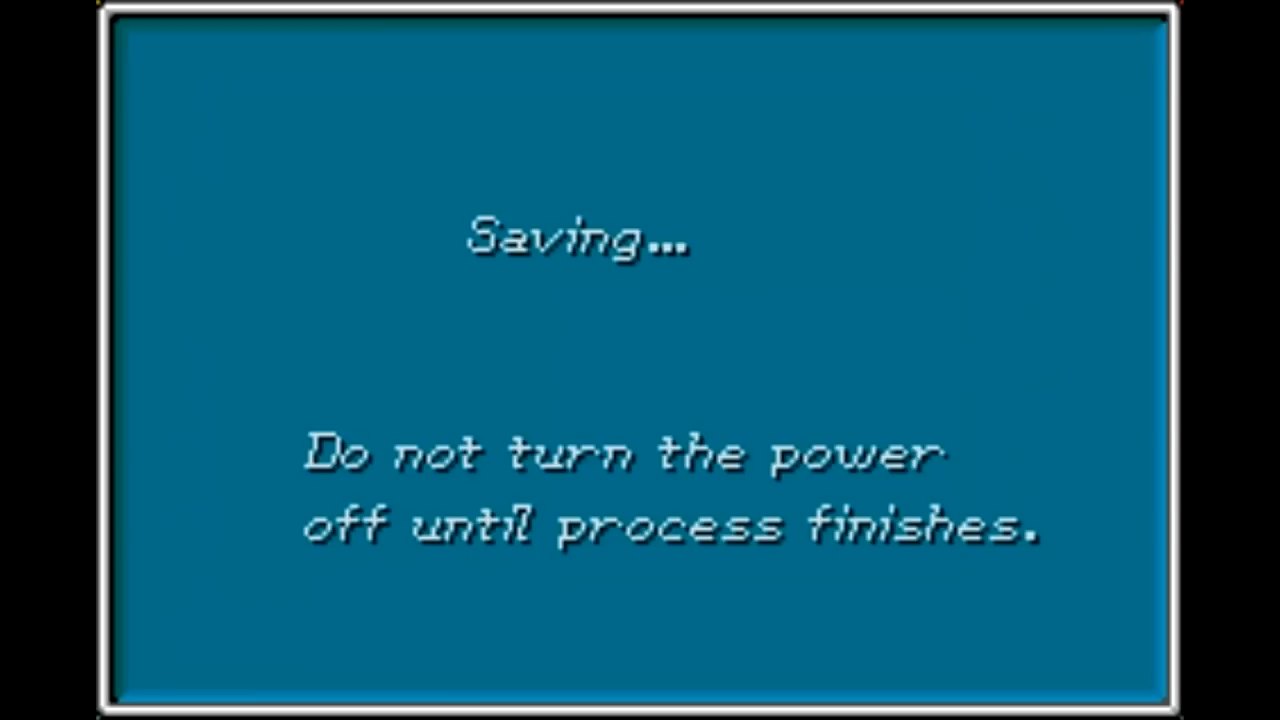 Saving...
Do not turn the power
off until process finishes.